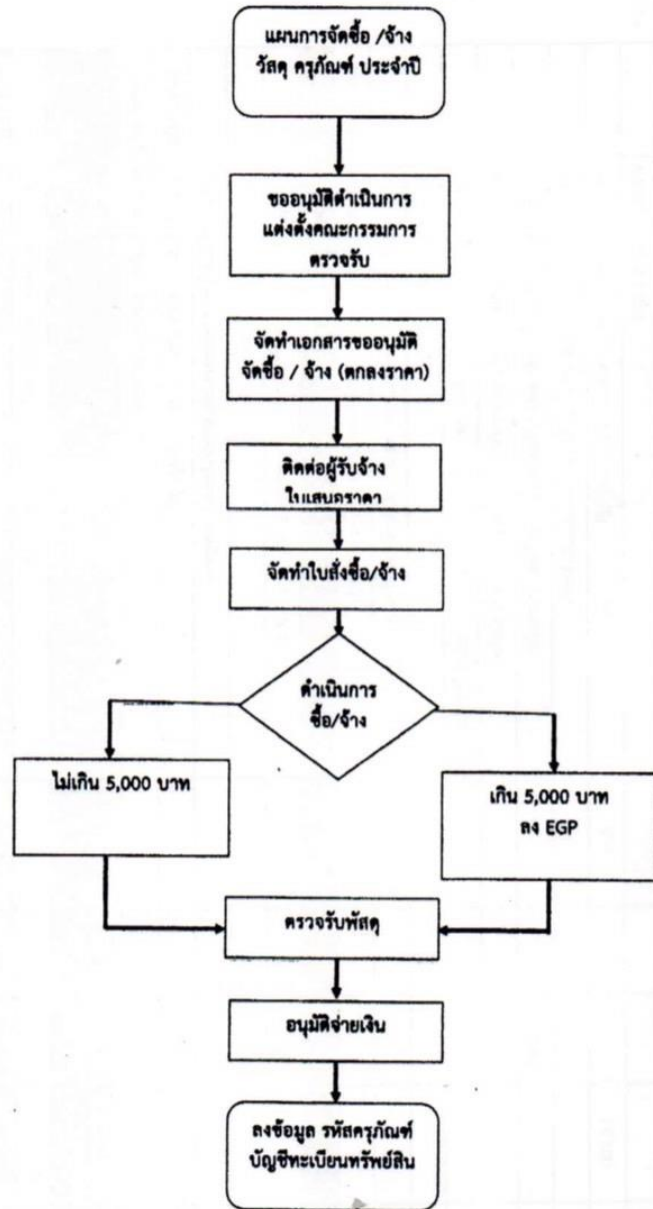 แผนการจัดซื้อ /จ้าง
วัสดุ ครุภัณฑ์ ประจำปี
ขออนุมัติดำเนินการ
แต่งตั้งคณะกรรมการ
ตรวจรับ
จัดทำเอกสารขออนุมัติ
จัดซื้อ / จ้าง (ตกลงราคา)
ติดต่อผู้รับจ้าง
ใบเสนอราคา
จัดทำใบสั่งซื้อ/จ้าง
ดำเนินการ
ซื้อ/จ้าง
ไม่เกิน 5,000 บาท
เกิน 5,000 บาท
ลง EGP
ตรวจรับพัสดุ
อนุมัติจ่ายเงิน
ลงข้อมูล รหัสครุภัณฑ์
บัญชีทะเบียนทรัพย์สิน